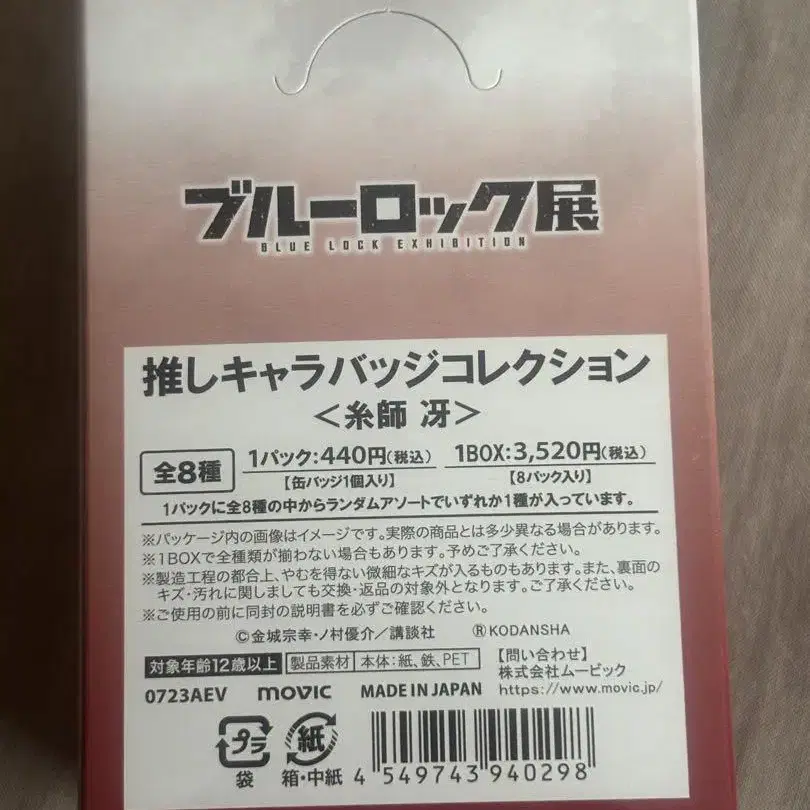 ブルーロック展
BLUE LOCK EXHIBITION
推しキャラバッジコレクション
＜糸師 冴＞
全8種
1パック:440円(税込)
【缶バッジ1個入り】
1BOX:3,520円(税込)
【8パック入り】
1パックに全8種の中からランダムアソートでいずれか1種が入っています。
※パッケージ内の画像はイメージです。実際の商品とは多少異なる場合があります。
※1BOXで全種類が揃わない場合もあります。予めご了承ください。
※製造工程の都合上、やむを得ない微細なキズが入るものもあります。また、裏面の
キズ・汚れに関しましても交換・返品の対象外となります。ご了承ください。
※ご使用の前に同封の説明書を必ずご確認ください。
©金城宗幸・ノ村優介／講談社 ®KODANSHA
対象年齢12歳以上 製品素材 本体：紙、鉄、PET
【問い合わせ】
株式会社ムービック
https://www.movic.jp/
0723AEV movic MADE IN JAPAN
プラ
袋
紙
箱・中紙
4 549743 940298